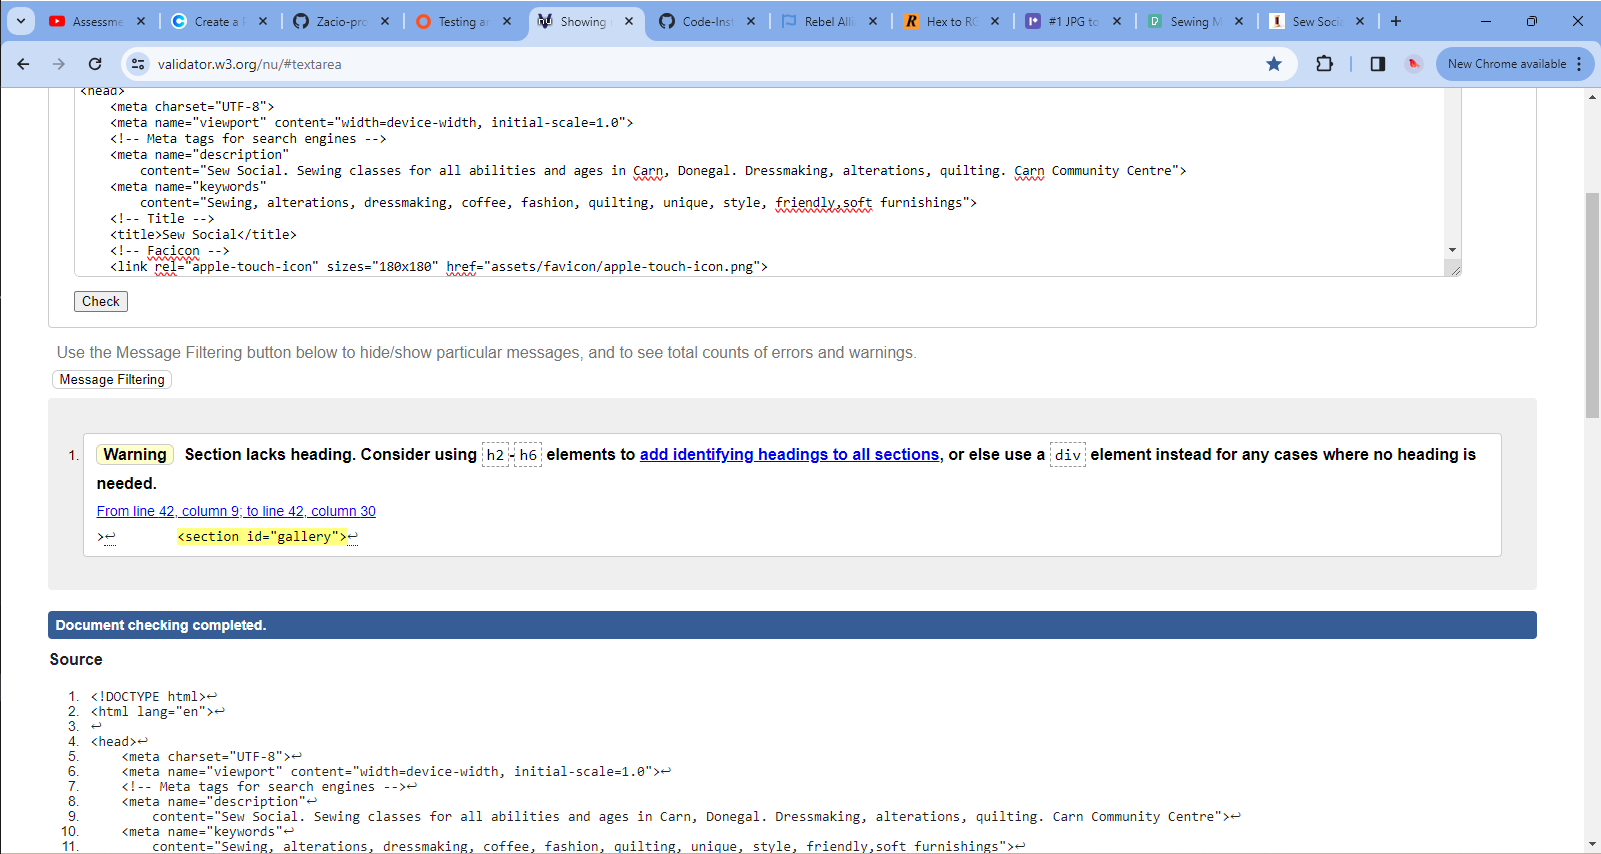 Assessme
Create a
Zacio-pro
Testing a
Showing
Code-Inst
Rebel Alli
Hex to RG
#1 JPG to
Sewing M
Sew Soci
validator.w3.org/nu/#textarea
New Chrome available
<head>
<meta charset="UTF-8">
<meta name="viewport" content="width=device-width, initial-scale=1.0">
<!-- Meta tags for search engines -->
<meta name="description"
content="Sew Social. Sewing classes for all abilities and ages in Carn, Donegal. Dressmaking, alterations, quilting. Carn Community Centre">
<meta name="keywords"
content="Sewing, alterations, dressmaking, coffee, fashion, quilting, unique, style, friendly,soft furnishings">
<!-- Title -->
<title>Sew Social</title>
<!-- Facicon -->
<link rel="apple-touch-icon" sizes="180x180" href="assets/favicon/apple-touch-icon.png">
Check
Use the Message Filtering button below to hide/show particular messages, and to see total counts of errors and warnings.
Message Filtering
1. Warning Section lacks heading. Consider using h2-h6 elements to add identifying headings to all sections, or else use a div element instead for any cases where no heading is
needed.
From line 42, column 9; to line 42, column 30
>↩ <section id="gallery">↩
Document checking completed.
Source
1. <!DOCTYPE html>↩
2. <html lang="en">↩
3. ↩
4. <head>↩
5. <meta charset="UTF-8">↩
6. <meta name="viewport" content="width=device-width, initial-scale=1.0">↩
7. <!-- Meta tags for search engines -->↩
8. <meta name="description"↩
9. content="Sew Social. Sewing classes for all abilities and ages in Carn, Donegal. Dressmaking, alterations, quilting. Carn Community Centre">↩
10. <meta name="keywords"↩
11. content="Sewing, alterations, dressmaking, coffee, fashion, quilting, unique, style, friendly,soft furnishings">↩